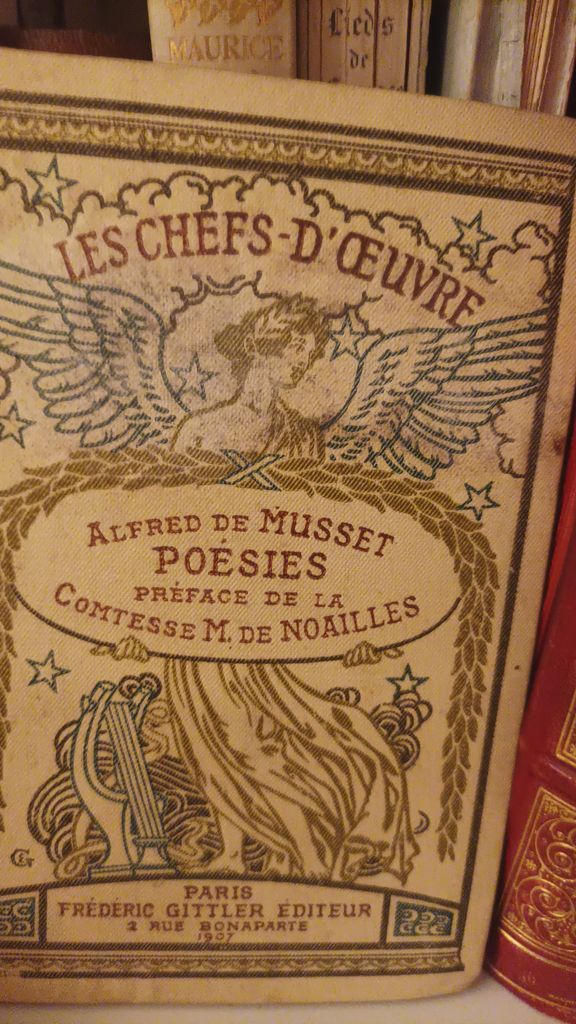 MAURICE
Lieds
de
LES CHEFS-D'ŒUVRE
ALFRED DE MUSSET
POÉSIES
PRÉFACE DE LA
COMTESSE M. DE NOAILLES
PARIS
FRÉDÉRIC GITTLER ÉDITEUR
2 RUE BONAPARTE
1907